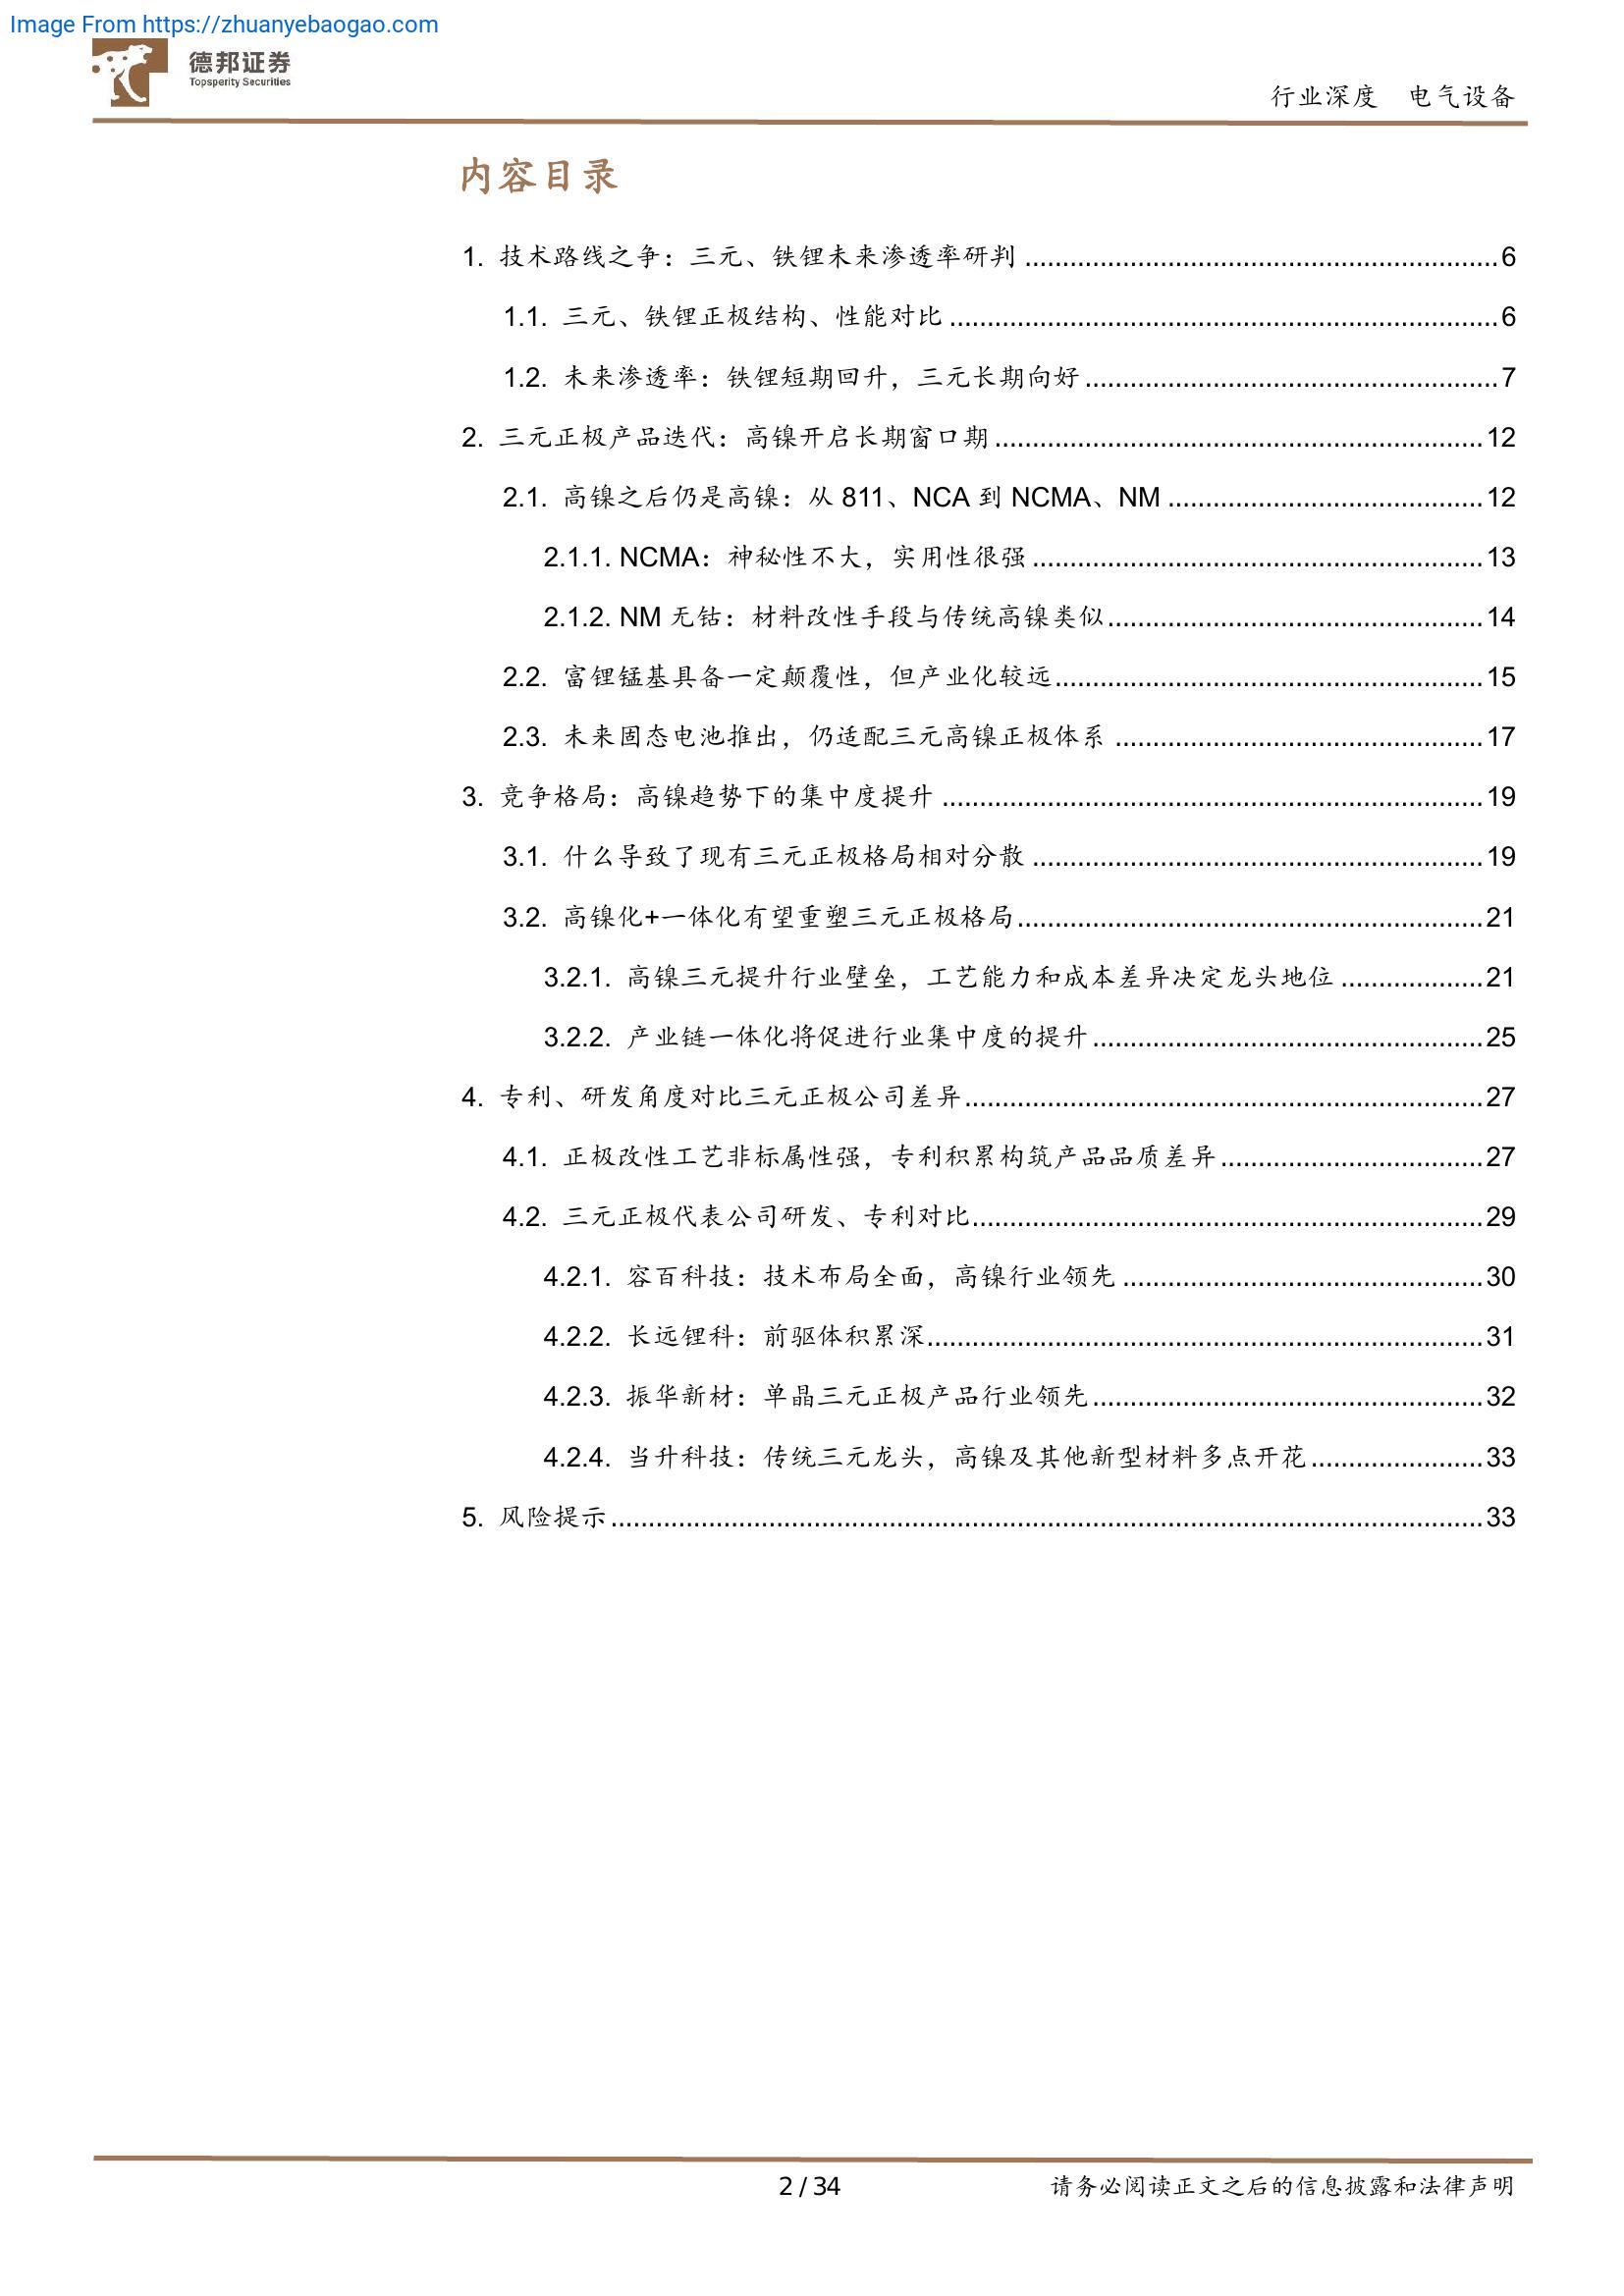 Image From https://zhuanyebaogao.com
德邦证券
Topsperity Securities
行业深度 电气设备
内容目录
1. 技术路线之争：三元、铁锂未来渗透率研判 ............................................................... 6
1.1. 三元、铁锂正极结构、性能对比 ......................................................................... 6
1.2. 未来渗透率：铁锂短期回升，三元长期向好 ....................................................... 7
2. 三元正极产品迭代：高镍开启长期窗口期 ................................................................. 12
2.1. 高镍之后仍是高镍：从 811、NCA 到 NCMA、NM .......................................... 12
2.1.1. NCMA：神秘性不大，实用性很强 ............................................................ 13
2.1.2. NM 无钴：材料改性手段与传统高镍类似 .................................................. 14
2.2. 富锂锰基具备一定颠覆性，但产业化较远 ......................................................... 15
2.3. 未来固态电池推出，仍适配三元高镍正极体系 ................................................. 17
3. 竞争格局：高镍趋势下的集中度提升 ........................................................................ 19
3.1. 什么导致了现有三元正极格局相对分散 ............................................................ 19
3.2. 高镍化+一体化有望重塑三元正极格局 .............................................................. 21
3.2.1. 高镍三元提升行业壁垒，工艺能力和成本差异决定龙头地位 ................... 21
3.2.2. 产业链一体化将促进行业集中度的提升 .................................................... 25
4. 专利、研发角度对比三元正极公司差异 ..................................................................... 27
4.1. 正极改性工艺非标属性强，专利积累构筑产品品质差异 ................................... 27
4.2. 三元正极代表公司研发、专利对比 .................................................................... 29
4.2.1. 容百科技：技术布局全面，高镍行业领先 ................................................ 30
4.2.2. 长远锂科：前驱体积累深 .......................................................................... 31
4.2.3. 振华新材：单晶三元正极产品行业领先 .................................................... 32
4.2.4. 当升科技：传统三元龙头，高镍及其他新型材料多点开花 ....................... 33
5. 风险提示 .................................................................................................................... 33
2 / 34
请务必阅读正文之后的信息披露和法律声明